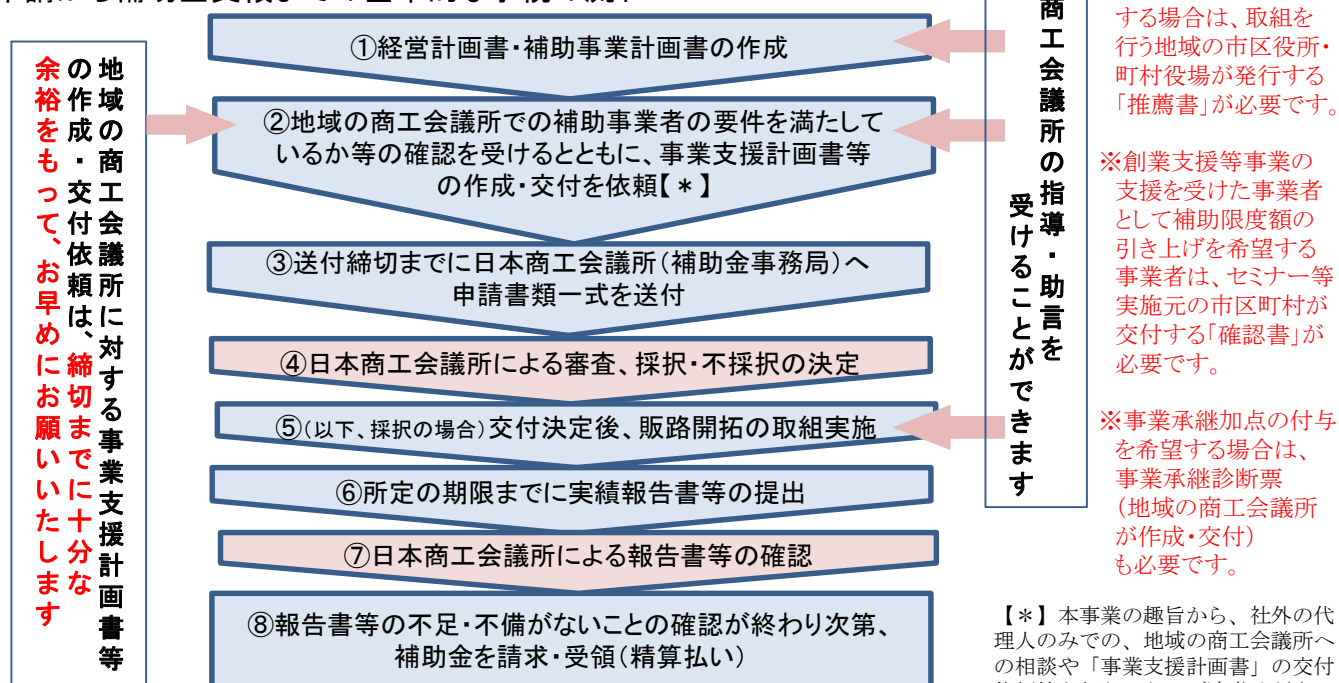 ①経営計画書・補助事業計画書の作成
②地域の商工会議所での補助事業者の要件を満たして
いるか等の確認を受けるとともに、事業支援計画書等
の作成・交付を依頼【＊】
③送付締切までに日本商工会議所（補助金事務局）へ
申請書類一式を送付
④日本商工会議所による審査、採択・不採択の決定
⑤（以下、採択の場合）交付決定後、販路開拓の取組実施
⑥所定の期限までに実績報告書等の提出
⑦日本商工会議所による報告書等の確認
⑧報告書等の不足・不備がないことの確認が終わり次第、
補助金を請求・受領（精算払い）
地域の商工会議所に対する事業支援計画書等
の作成・交付依頼は、締切までに十分な
余裕をもって、お早めにお願いいたします
商工会議所の指導・助言を
受けることができます
する場合は、取組を
行う地域の市区役所・
町村役場が発行する
「推薦書」が必要です。
※創業支援等事業の
支援を受けた事業者
として補助限度額の
引き上げを希望する
事業者は、セミナー等
実施元の市区町村が
交付する「確認書」が
必要です。
※事業承継加点の付与
を希望する場合は、
事業承継診断票
（地域の商工会議所
が作成・交付）
も必要です。
【＊】本事業の趣旨から、社外の代
理人のみでの、地域の商工会議所へ
の相談や「事業支援計画書」の交付